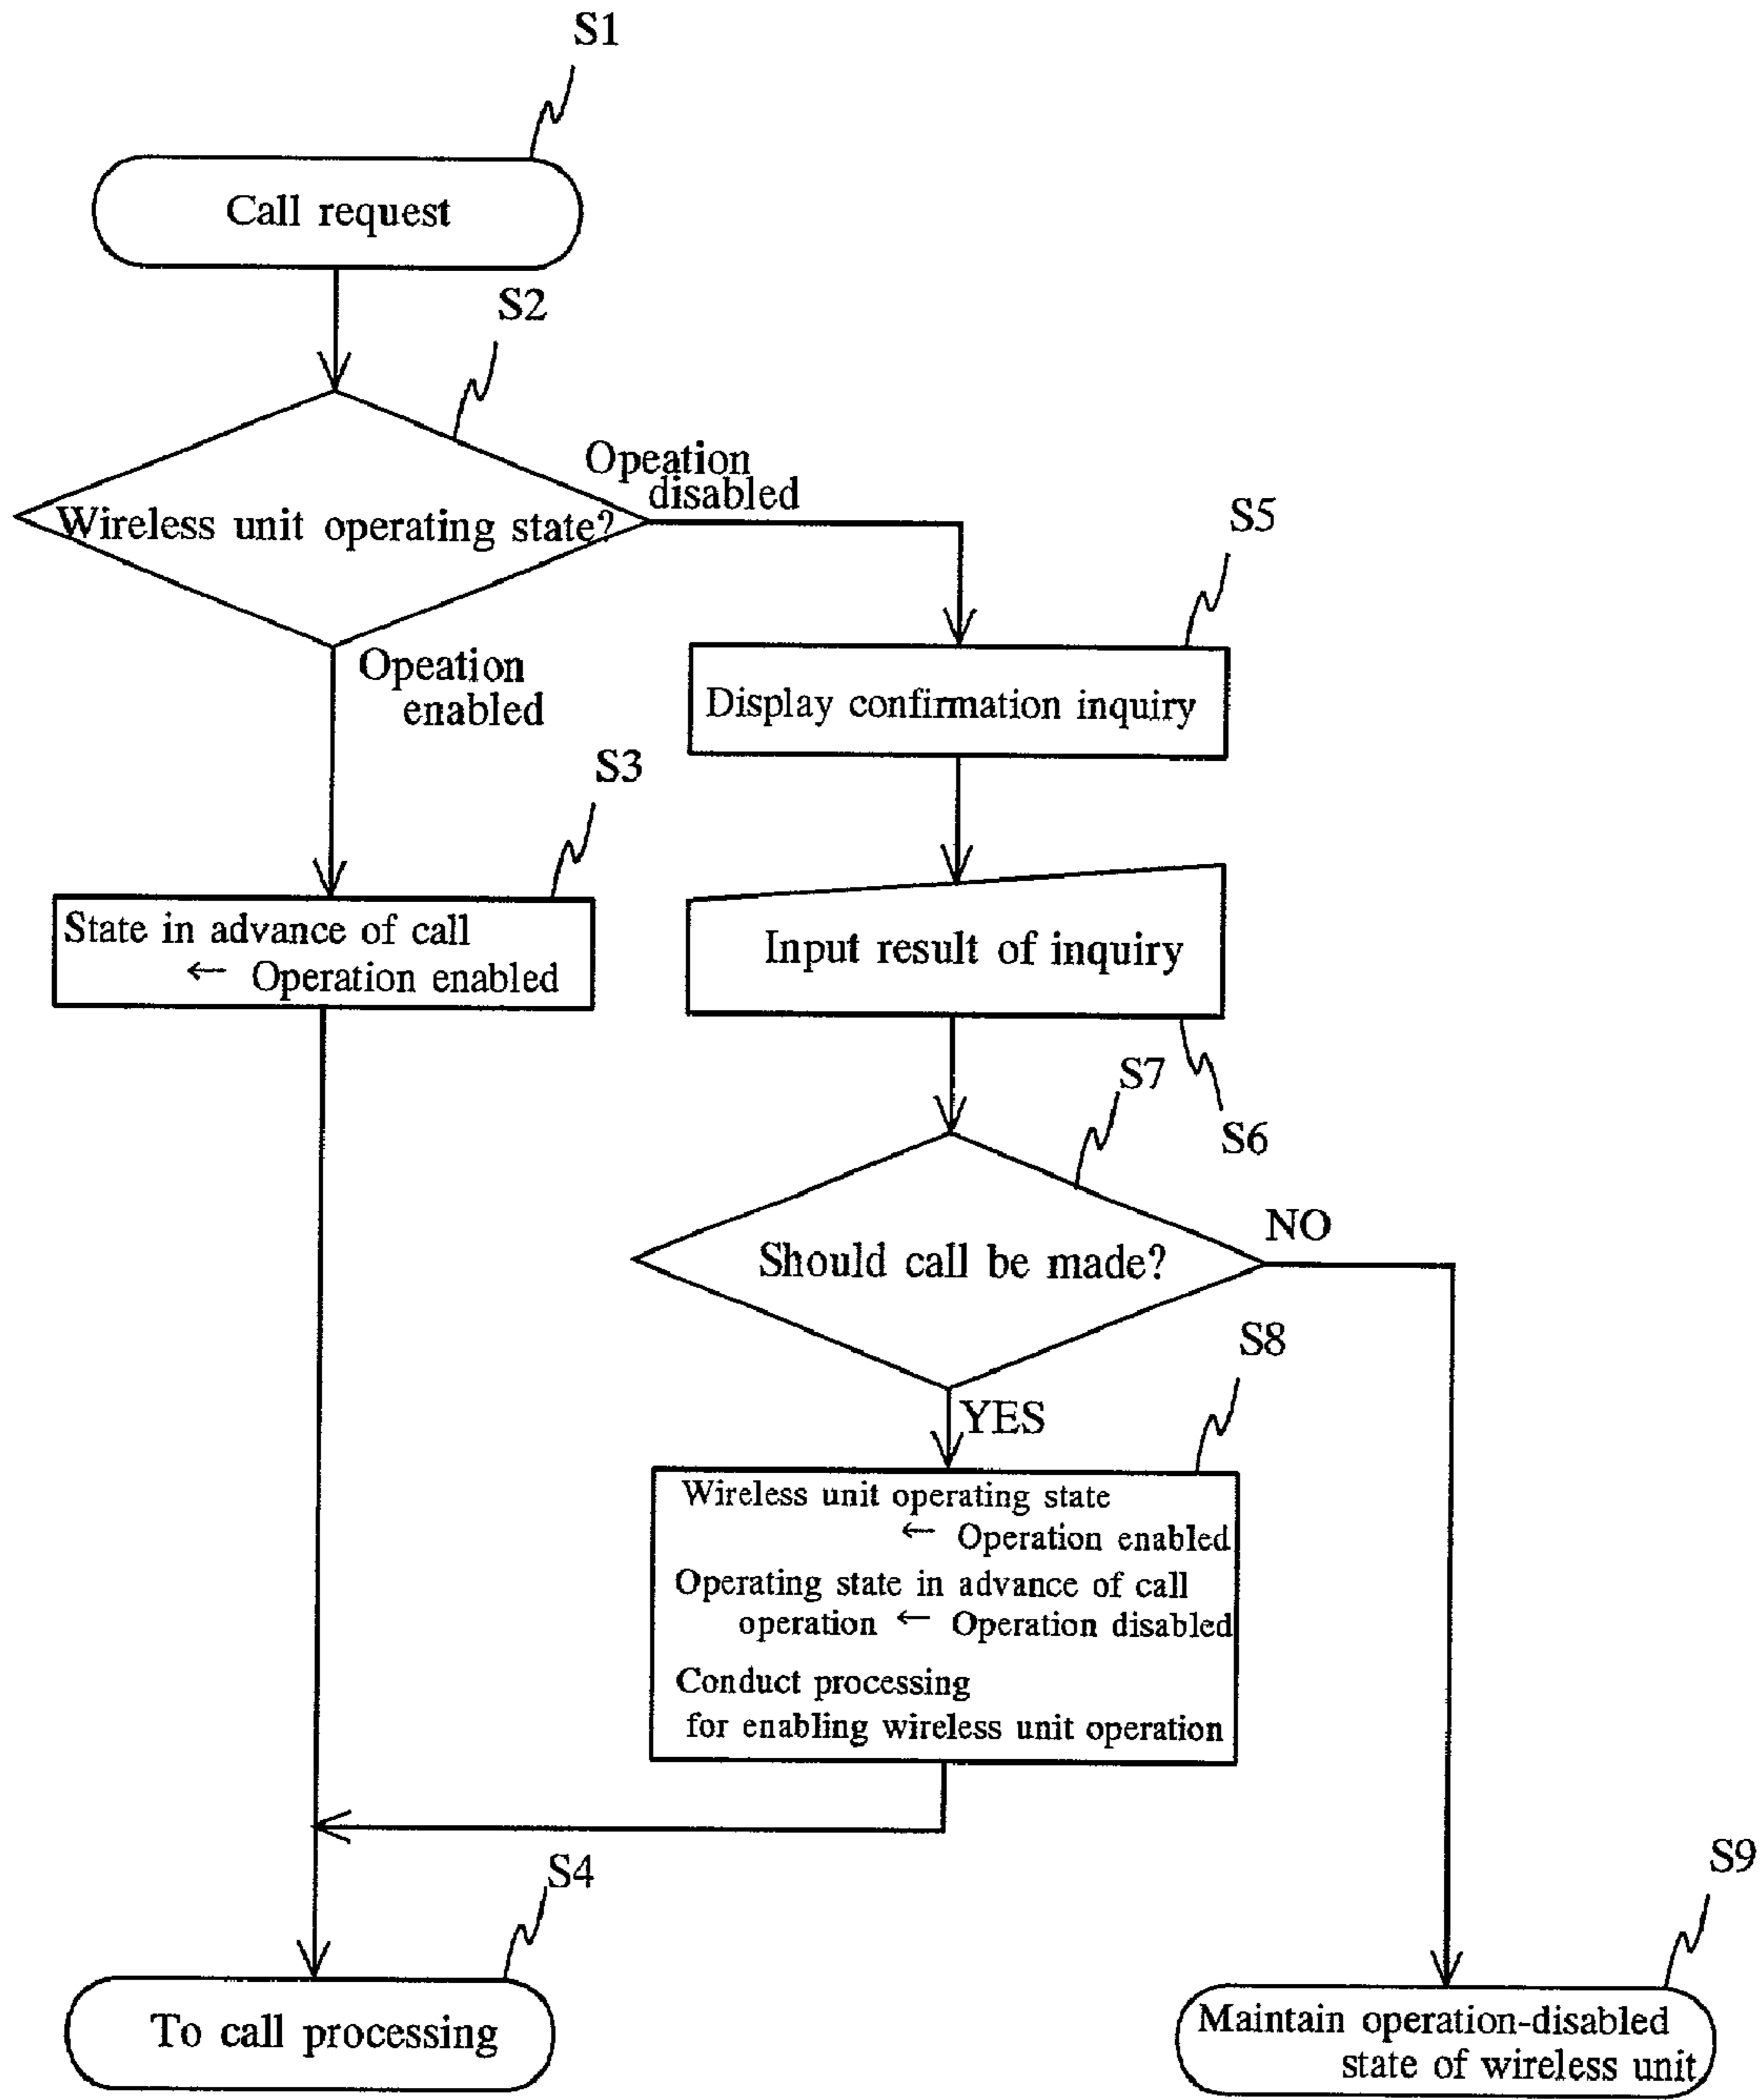 S1
Call request
S2
Wireless unit operating state?
Opeation
disabled
Opeation
enabled
S5
Display confirmation inquiry
S3
State in advance of call
← Operation enabled
Input result of inquiry
S6
S7
Should call be made?
NO
YES
S8
Wireless unit operating state
← Operation enabled
Operating state in advance of call
operation ← Operation disabled
Conduct processing
for enabling wireless unit operation
S4
To call processing
S9
Maintain operation-disabled
state of wireless unit